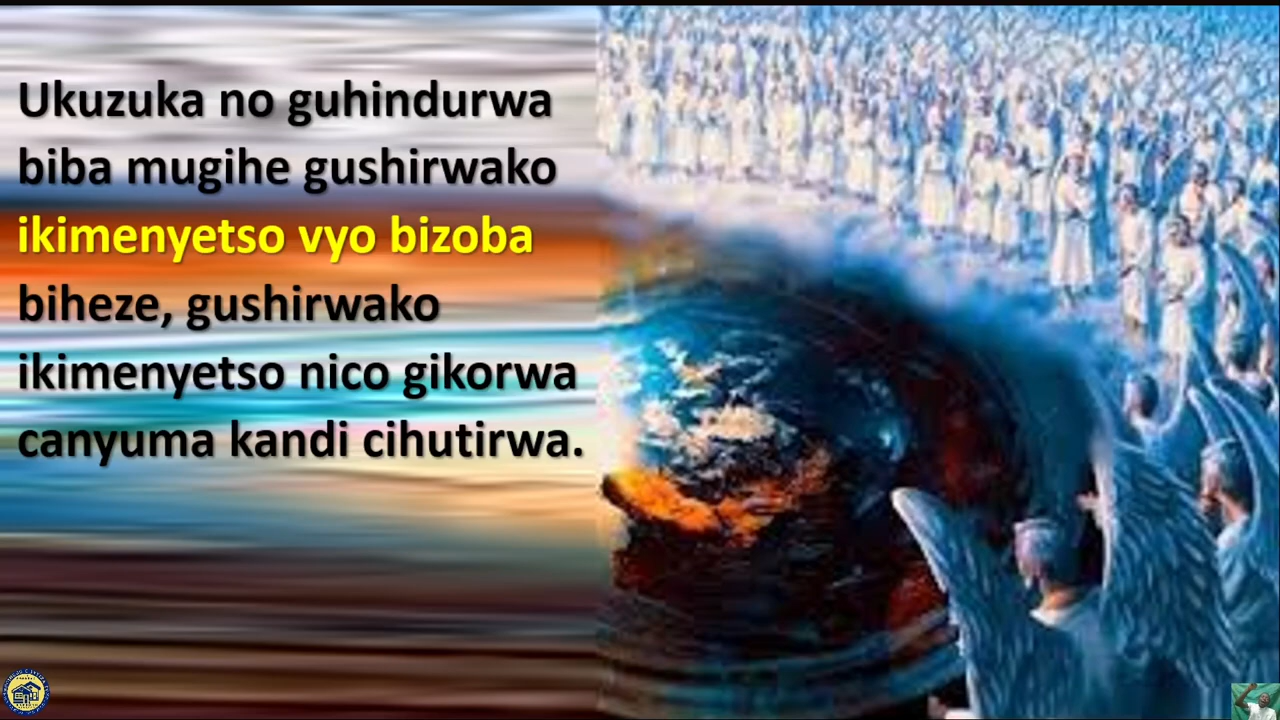 Ukuzuka no guhindurwa
biba mugihe gushirwako
ikimenyetso vyo bizoba
biheze, gushirwako
ikimenyetso nico gikorwa
canyuma kandi cihutirwa.